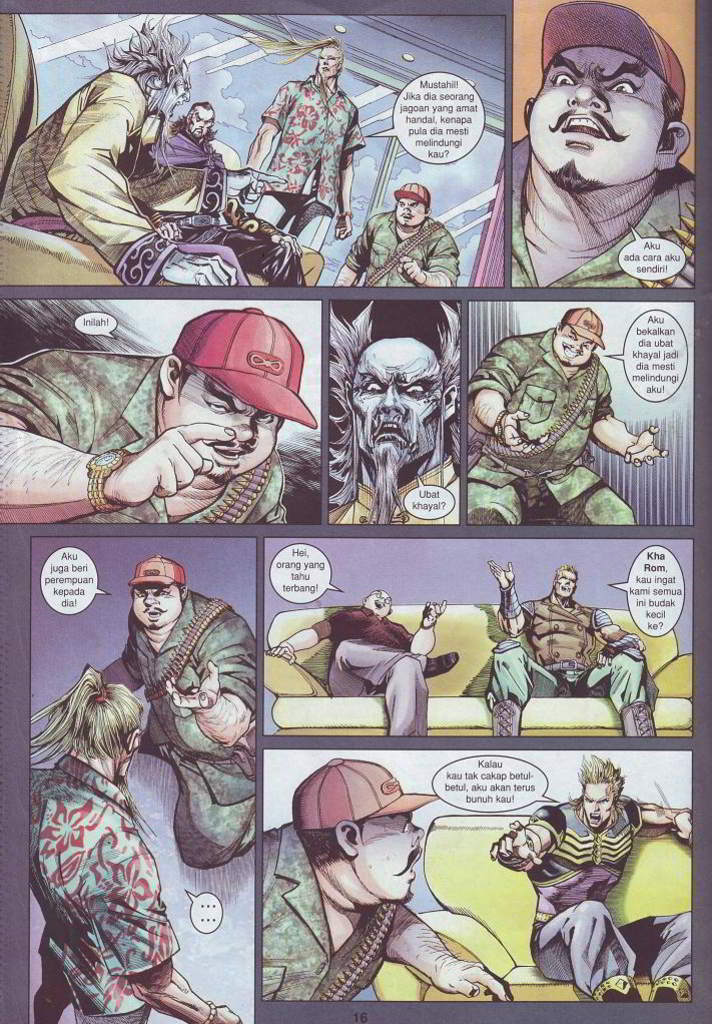 Mustahil!
Jika dia seorang
jagoan yang amat
handal, kenapa
pula dia mesti
melindungi
kau?
Aku
ada cara aku
sendiri!
Inilah!
Ubat
khayal?
Aku
bekalkan
dia ubat
khayal jadi
dia mesti
melindungi
aku!
Aku
juga beri
perempuan
kepada
dia!
...
...
Hei,
orang yang
tahu
terbang!
Kha
Rom,
kau ingat
kami semua
ini budak
kecil
ke?
Kalau
kau tak cakap betul-
betul, aku akan terus
bunuh kau!
16